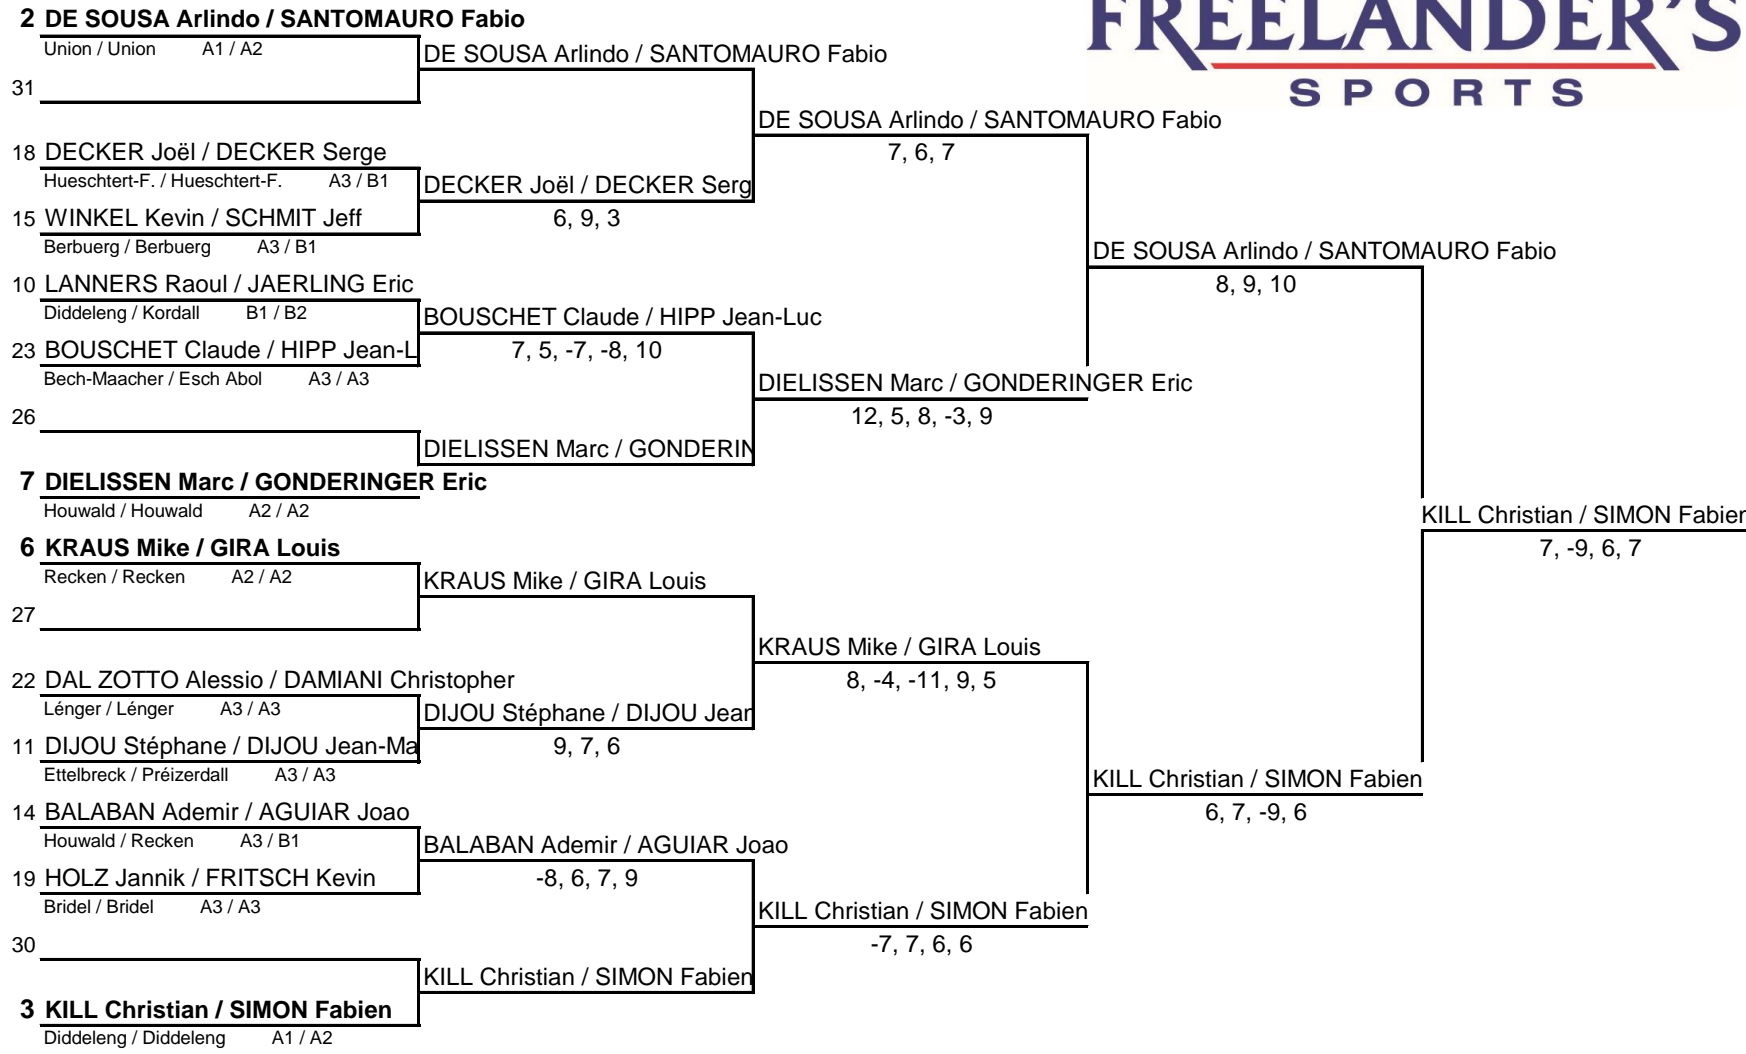 FREELANDER'S
SPORTS
2 DE SOUSA Arlindo / SANTOMAURO Fabio
Union / Union A1 / A2
DE SOUSA Arlindo / SANTOMAURO Fabio
31
DE SOUSA Arlindo / SANTOMAURO Fabio
7, 6, 7
18 DECKER Joël / DECKER Serge
Hueschtert-F. / Hueschtert-F. A3 / B1
DECKER Joël / DECKER Serg
6, 9, 3
15 WINKEL Kevin / SCHMIT Jeff
Berbuerg / Berbuerg A3 / B1
DE SOUSA Arlindo / SANTOMAURO Fabio
8, 9, 10
10 LANNERS Raoul / JAERLING Eric
Diddeleng / Kordall B1 / B2
BOUSCHET Claude / HIPP Jean-Luc
7, 5, -7, -8, 10
23 BOUSCHET Claude / HIPP Jean-L
Bech-Maacher / Esch Abol A3 / A3
DIELISSEN Marc / GONDERINGER Eric
12, 5, 8, -3, 9
26
DIELISSEN Marc / GONDERIN
7 DIELISSEN Marc / GONDERINGER Eric
Houwald / Houwald A2 / A2
KILL Christian / SIMON Fabien
7, -9, 6, 7
6 KRAUS Mike / GIRA Louis
Recken / Recken A2 / A2
KRAUS Mike / GIRA Louis
27
KRAUS Mike / GIRA Louis
8, -4, -11, 9, 5
22 DAL ZOTTO Alessio / DAMIANI Christopher
Lénger / Lénger A3 / A3
DIJOU Stéphane / DIJOU Jean
9, 7, 6
11 DIJOU Stéphane / DIJOU Jean-Ma
Ettelbreck / Préizerdall A3 / A3
KILL Christian / SIMON Fabien
6, 7, -9, 6
14 BALABAN Ademir / AGUIAR Joao
Houwald / Recken A3 / B1
BALABAN Ademir / AGUIAR Joao
-8, 6, 7, 9
19 HOLZ Jannik / FRITSCH Kevin
Bridel / Bridel A3 / A3
KILL Christian / SIMON Fabien
-7, 7, 6, 6
30
KILL Christian / SIMON Fabien
3 KILL Christian / SIMON Fabien
Diddeleng / Diddeleng A1 / A2